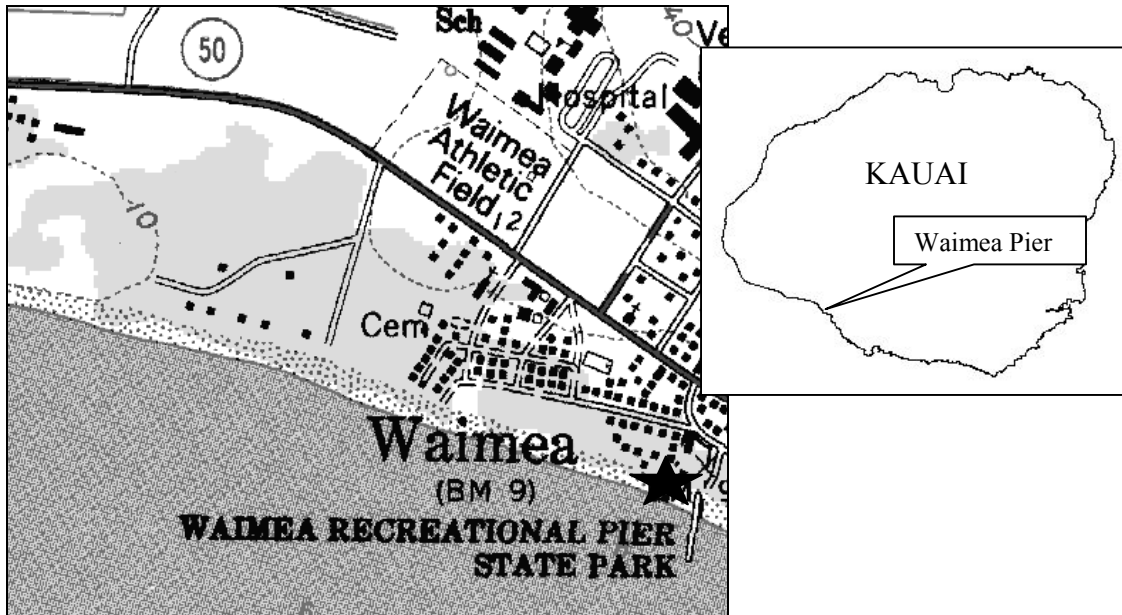 Sch
40
Ve
50
Hospital
Waimea
Athletic
Field
12
10
KAUAI
Waimea Pier
Cem
Waimea
(BM 9)
WAIMEA RECREATIONAL PIER
STATE PARK